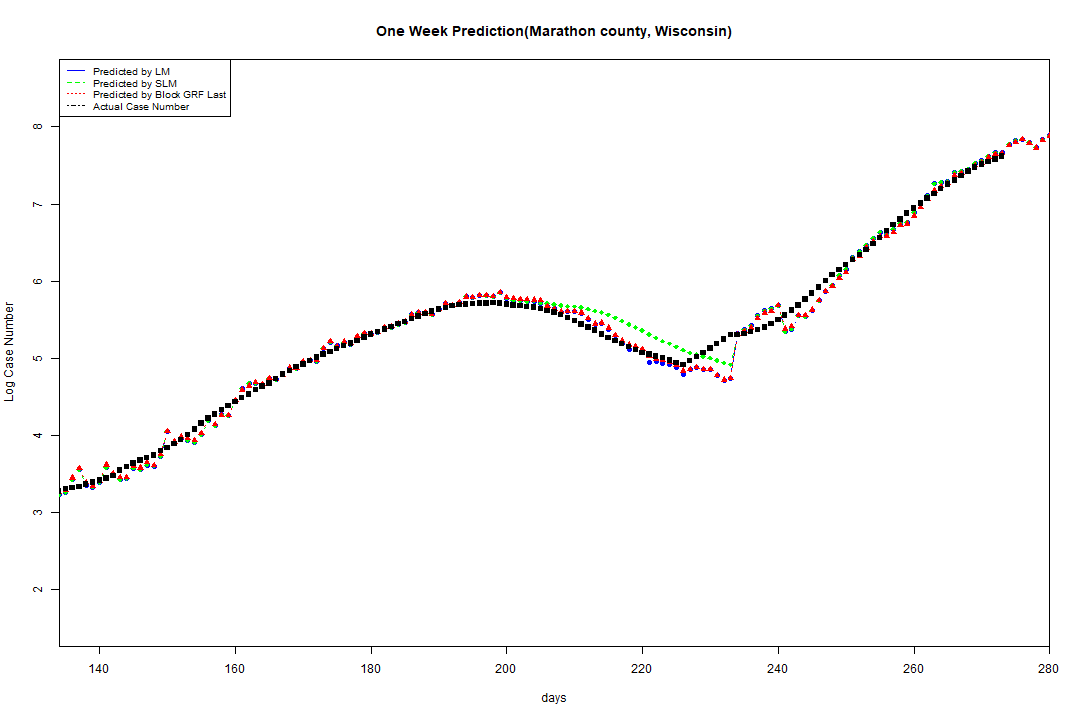 One Week Prediction(Marathon county, Wisconsin)
Predicted by LM
Predicted by SLM
Predicted by Block GRF Last
Actual Case Number
Log Case Number
8
7
6
5
4
3
2
140 160 180 200 220 240 260 280
days